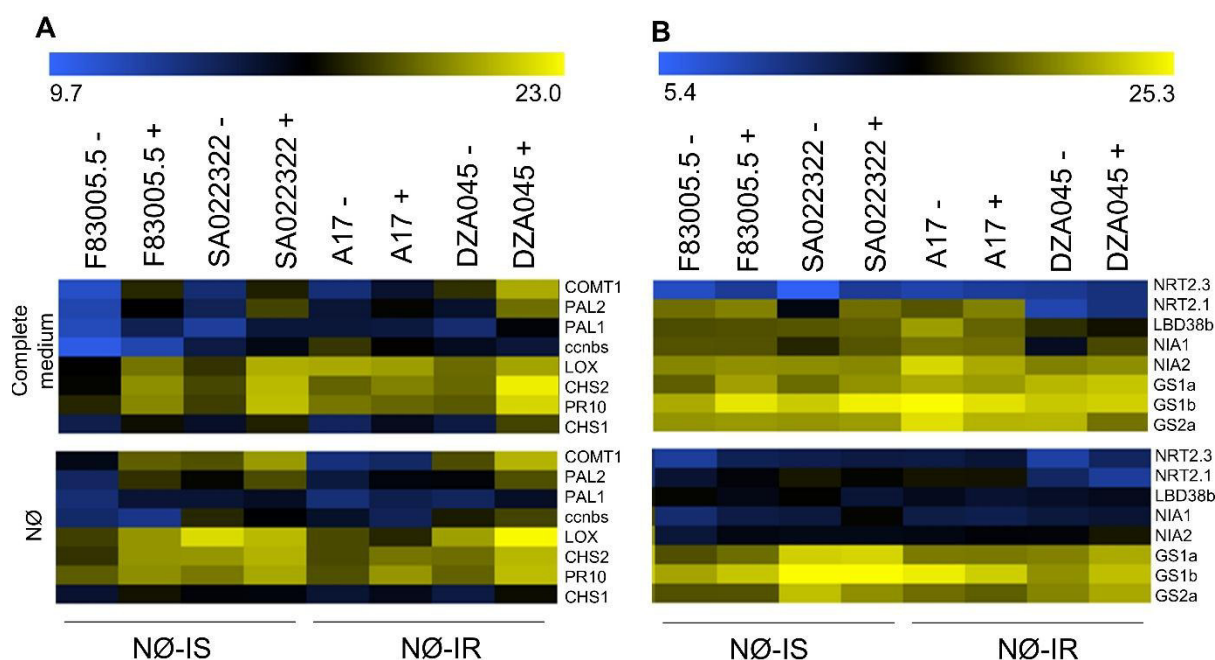 A
9.7 23.0
F83005.5 -
F83005.5 +
SA022322 -
SA022322 +
A17 -
A17 +
DZA045 -
DZA045 +
Complete
medium
COMT1
PAL2
PAL1
ccnbs
LOX
CHS2
PR10
CHS1
NØ
COMT1
PAL2
PAL1
ccnbs
LOX
CHS2
PR10
CHS1
NØ-IS NØ-IR
B
5.4 25.3
F83005.5 -
F83005.5 +
SA022322 -
SA022322 +
A17 -
A17 +
DZA045 -
DZA045 +
NRT2.3
NRT2.1
LBD38b
NIA1
NIA2
GS1a
GS1b
GS2a
NRT2.3
NRT2.1
LBD38b
NIA1
NIA2
GS1a
GS1b
GS2a
NØ-IS NØ-IR